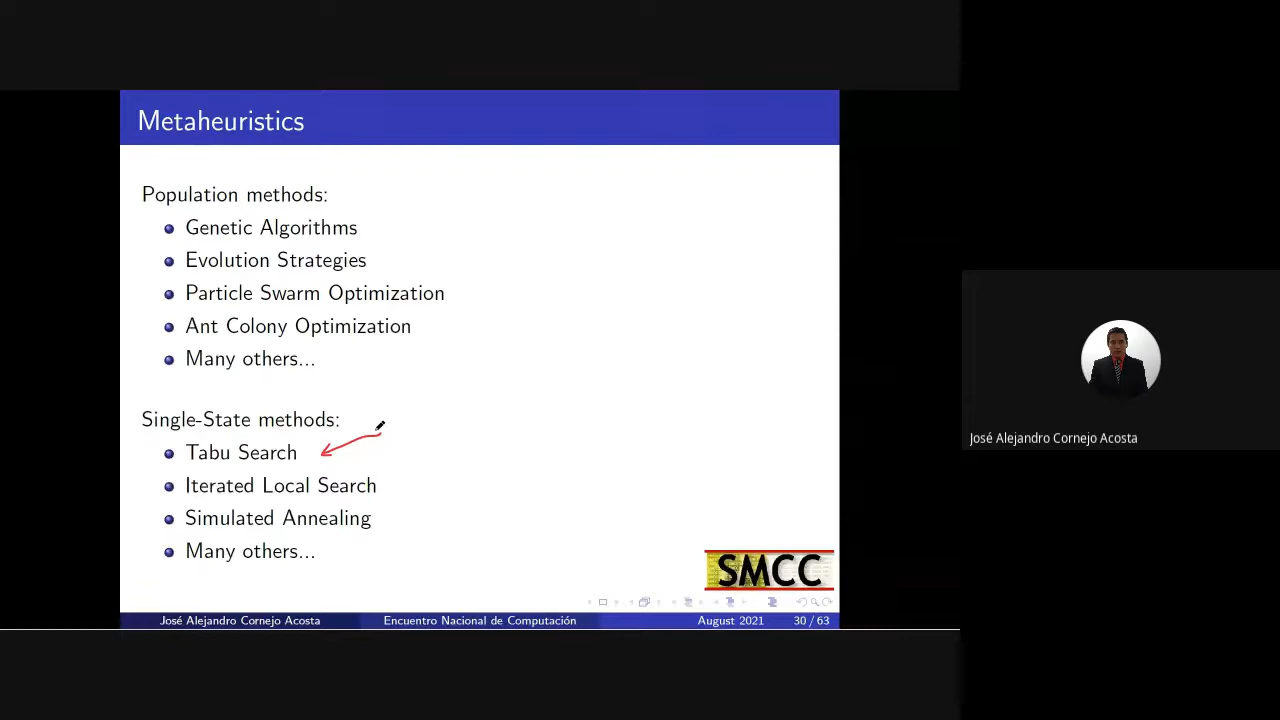 Metaheuristics
Population methods:
Genetic Algorithms
Evolution Strategies
Particle Swarm Optimization
Ant Colony Optimization
Many others...
Single-State methods:
Tabu Search
Iterated Local Search
Simulated Annealing
Many others...
SMCC
José Alejandro Cornejo Acosta Encuentro Nacional de Computación August 2021 30 / 63
José Alejandro Cornejo Acosta